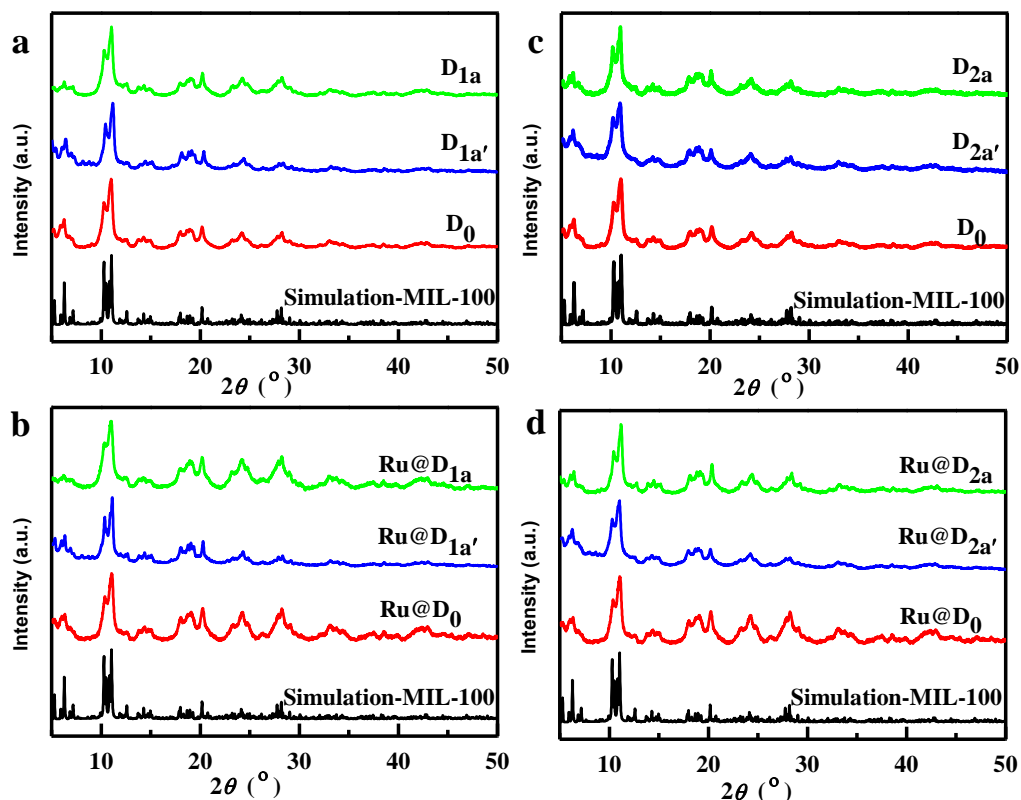 a
D1a
D1a′
D0
Simulation-MIL-100
Intensity (a.u.)
10 20 30 40 50
2θ (°)
c
D2a
D2a′
D0
Simulation-MIL-100
Intensity (a.u.)
10 20 30 40 50
2θ (°)
b
Ru@D1a
Ru@D1a′
Ru@D0
Simulation-MIL-100
Intensity (a.u.)
10 20 30 40 50
2θ (°)
d
Ru@D2a
Ru@D2a′
Ru@D0
Simulation-MIL-100
Intensity (a.u.)
10 20 30 40 50
2θ (°)